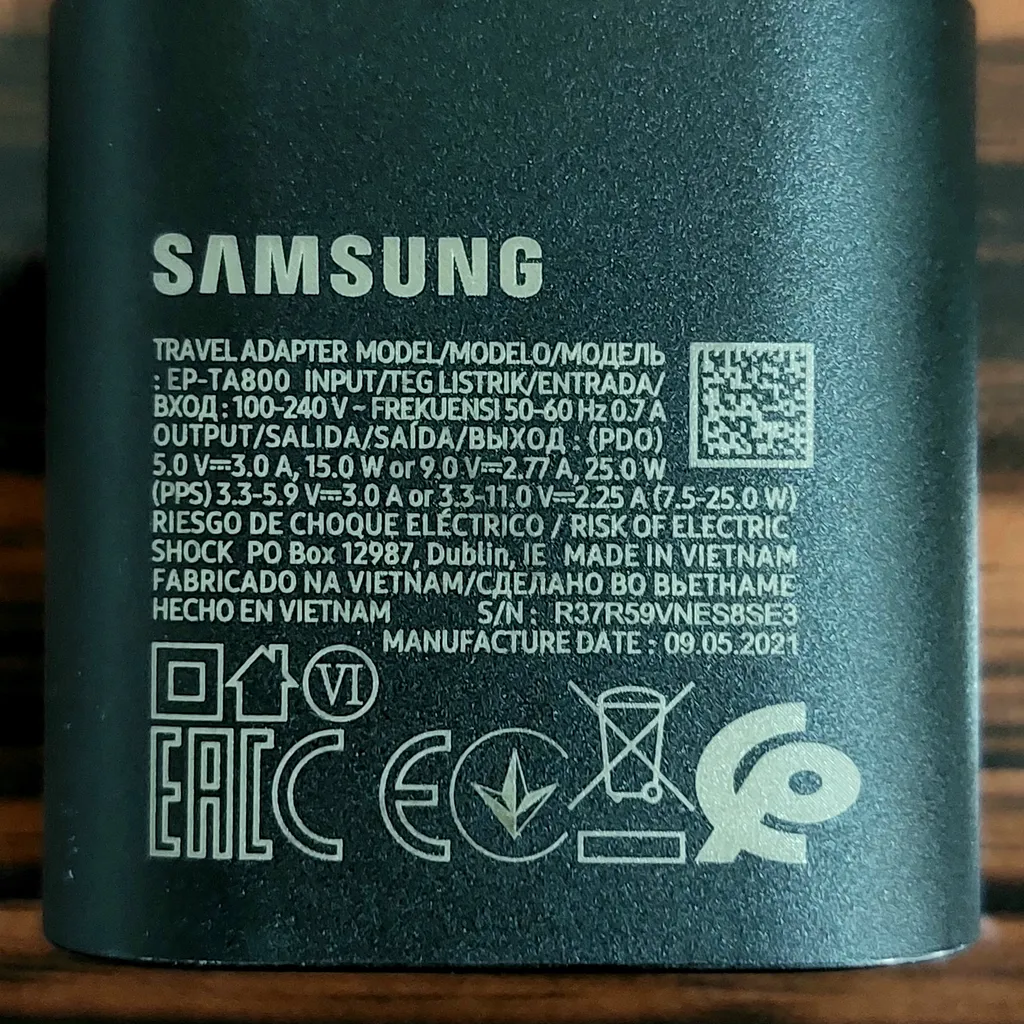 SAMSUNG
TRAVEL ADAPTER MODEL/MODELO/МОДЕЛЬ
: EP-TA800 INPUT/TEG LISTRIK/ENTRADA/
ВХОД : 100-240 V ~ FREKUENSI 50-60 Hz 0.7 A
OUTPUT/SALIDA/SAÍDA/ВЫХОД : (PDO)
5.0 V⎓3.0 A, 15.0 W or 9.0 V⎓2.77 A, 25.0 W
(PPS) 3.3-5.9 V⎓3.0 A or 3.3-11.0 V⎓2.25 A (7.5-25.0 W)
RIESGO DE CHOQUE ELÉCTRICO / RISK OF ELECTRIC
SHOCK PO Box 12987, Dublin, IE MADE IN VIETNAM
FABRICADO NA VIETNAM/СДЕЛАНО ВО ВЬЕТНАМЕ
HECHO EN VIETNAM S/N : R37R59VNES8SE3
MANUFACTURE DATE : 09.05.2021
VI
EAC CE